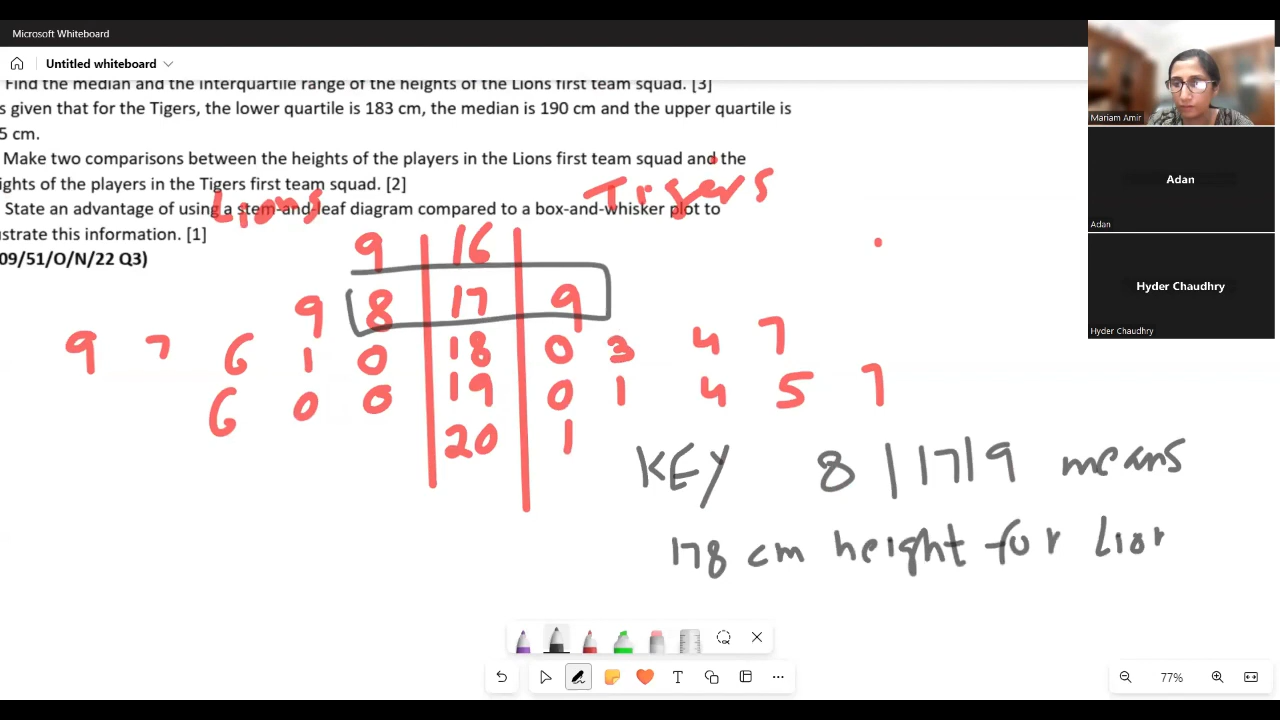 Microsoft Whiteboard
Untitled whiteboard
Find the median and the interquartile range of the heights of the Lions first team squad. [3]
s given that for the Tigers, the lower quartile is 183 cm, the median is 190 cm and the upper quartile is
5 cm.
Make two comparisons between the heights of the players in the Lions first team squad and the
ights of the players in the Tigers first team squad. [2]
State an advantage of using a stem-and-leaf diagram compared to a box-and-whisker plot to
ustrate this information. [1]
09/51/O/N/22 Q3)
Lions Tigers
9 | 16 |
9 8 | 17 | 9
9 7 6 1 0 | 18 | 0 3 4 7
6 0 0 | 19 | 0 1 4 5 7
| 20 | 1
KEY 8 | 17 | 9 means
178 cm height for Lion
Mariam Amir
Adan
Adan
Hyder Chaudhry
Hyder Chaudhry
77%